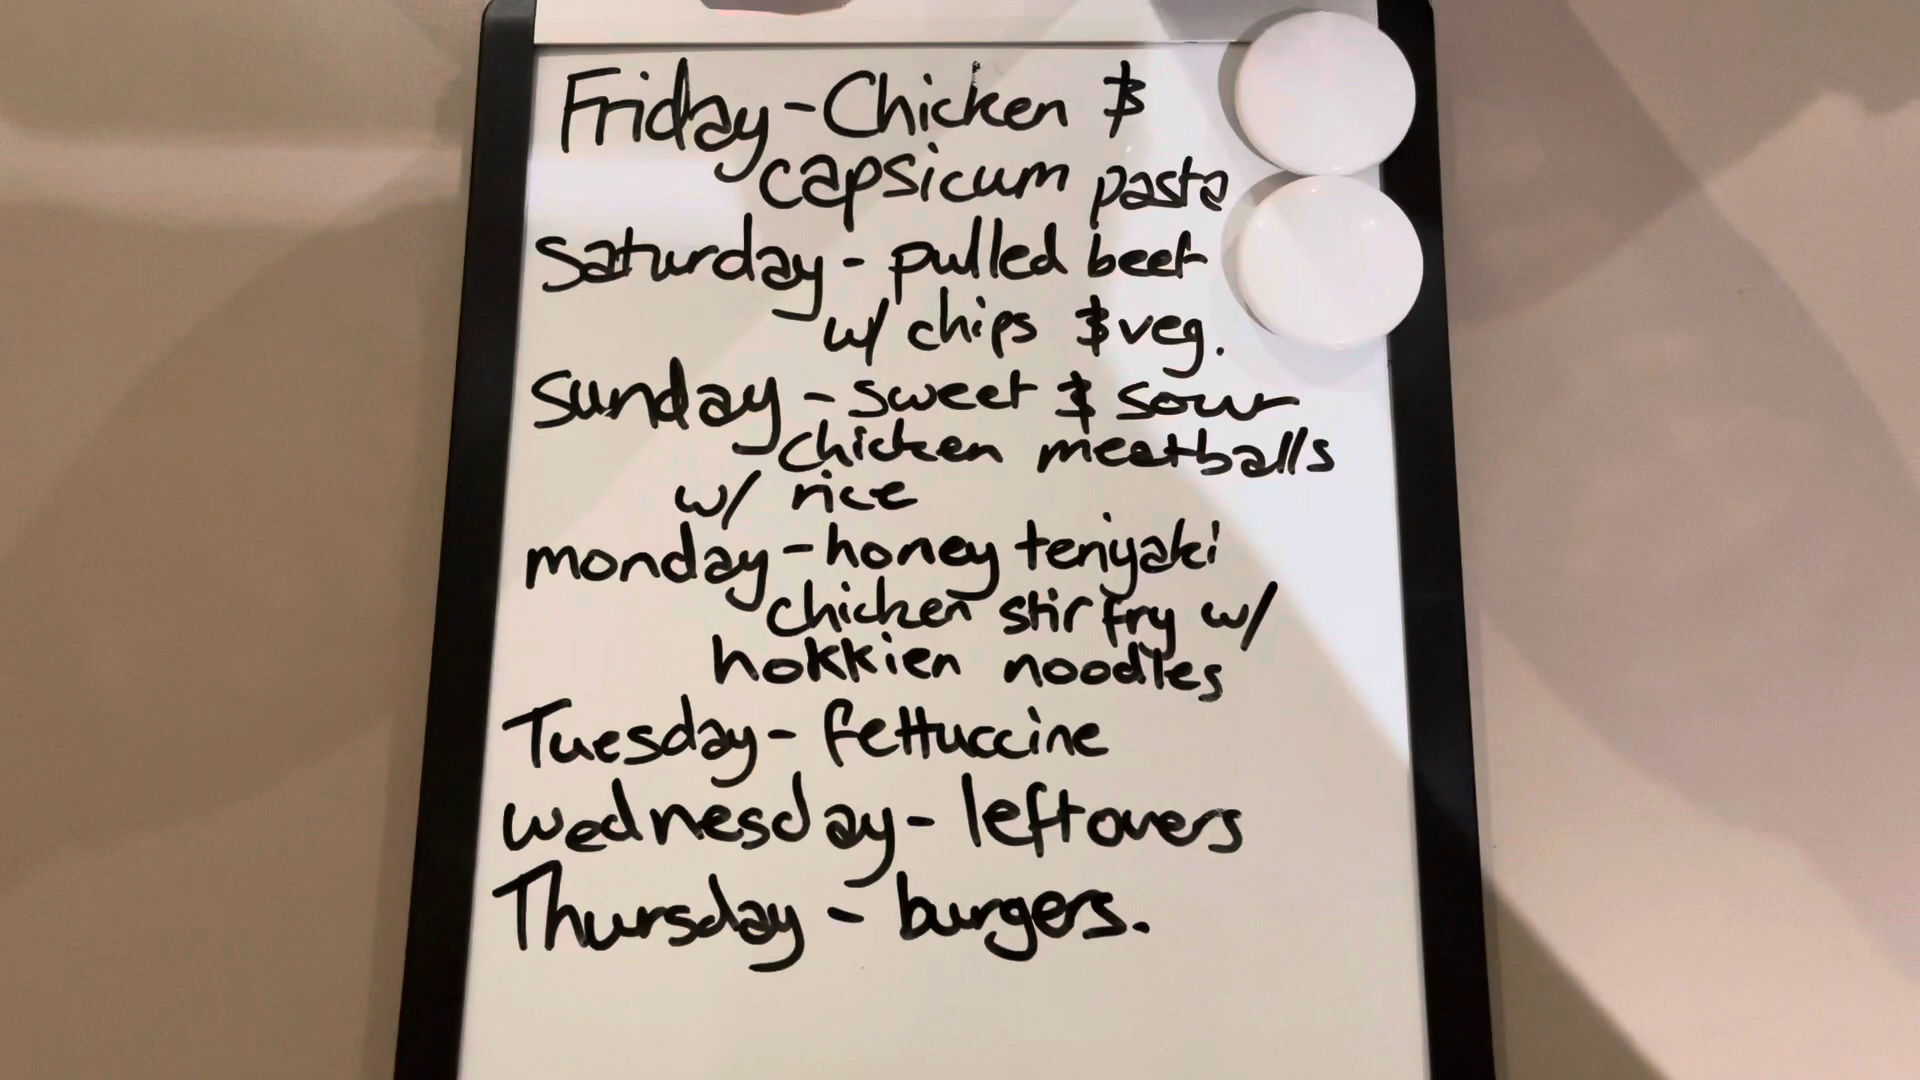 Friday - Chicken &
capsicum pasta
Saturday - pulled beef
w/ chips & veg.
Sunday - sweet & sour
chicken meatballs
w/ rice
monday - honey teriyaki
chicken stir fry w/
hokkien noodles
Tuesday - fettuccine
wednesday - leftovers
Thursday - burgers.